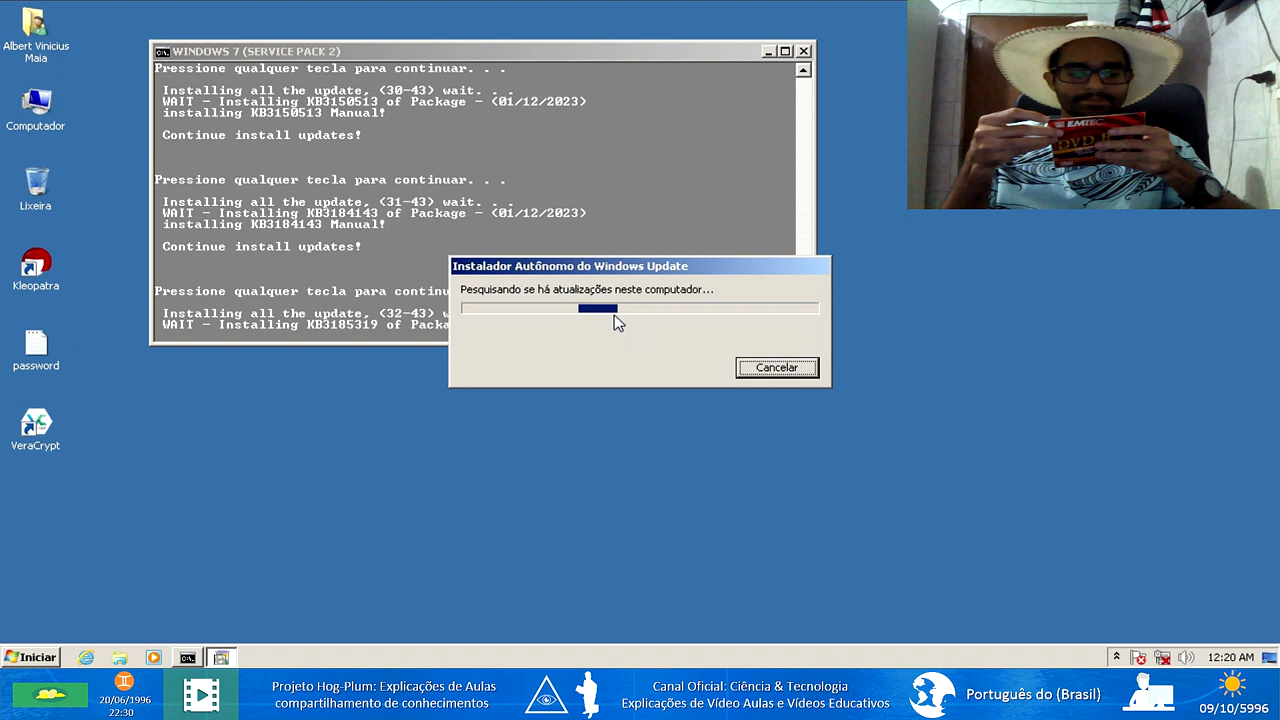 Albert Vinicius
Maia
Computador
Lixeira
Kleopatra
password
VeraCrypt
WINDOWS 7 (SERVICE PACK 2)
Pressione qualquer tecla para continuar. . .
Installing all the update, (30-43) wait. . .
WAIT - Installing KB3150513 of Package - (01/12/2023)
installing KB3150513 Manual!
Continue install updates!
Pressione qualquer tecla para continuar. . .
Installing all the update, (31-43) wait. . .
WAIT - Installing KB3184143 of Package - (01/12/2023)
installing KB3184143 Manual!
Continue install updates!
Pressione qualquer tecla para continu
Installing all the update, (32-43) w
WAIT - Installing KB3185319 of Packa
Instalador Autônomo do Windows Update
Pesquisando se há atualizações neste computador...
Cancelar
EMTEC
Iniciar
12:20 AM
20/06/1996
22:30
Projeto Hog-Plum: Explicações de Aulas
compartilhamento de conhecimentos
Canal Oficial: Ciência & Tecnologia
Explicações de Vídeo Aulas e Vídeos Educativos
Português do (Brasil)
09/10/5996